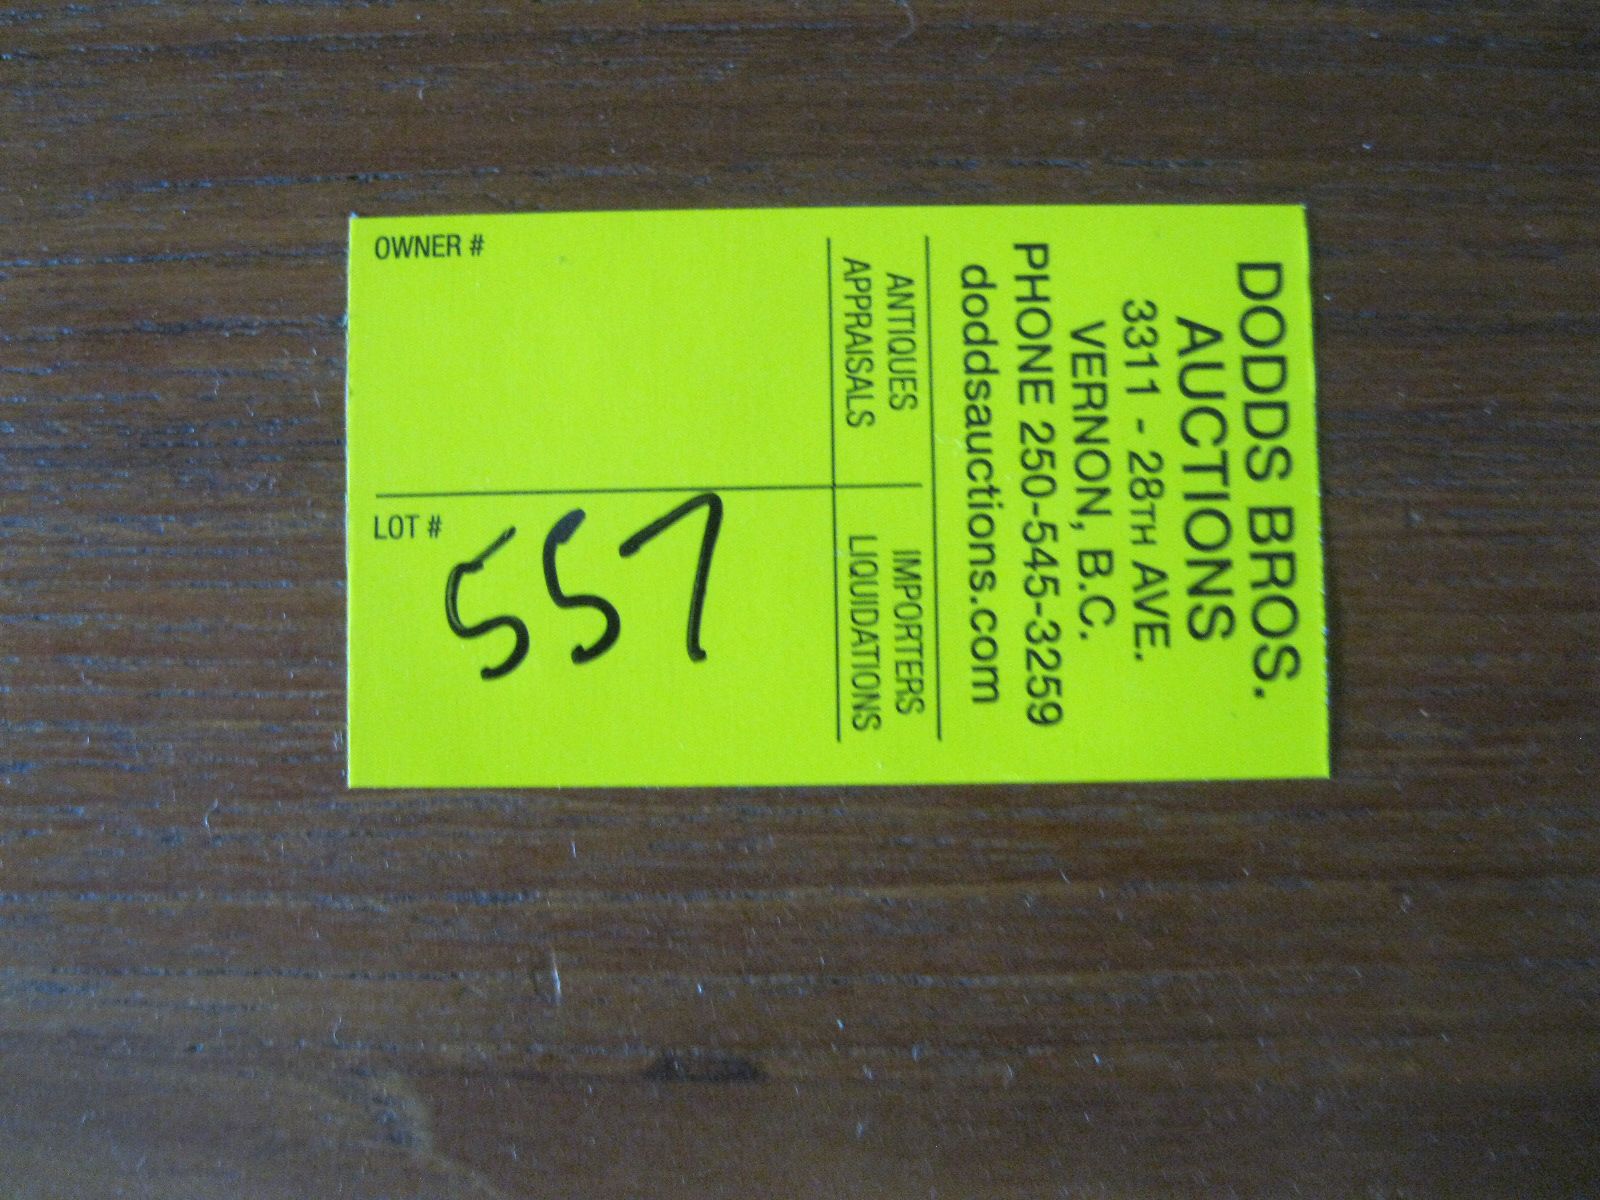 DODDS BROS.
AUCTIONS
3311 - 28TH AVE.
VERNON, B.C.
PHONE 250-545-3259
doddsauctions.com
ANTIQUES IMPORTERS
APPRAISALS LIQUIDATIONS
OWNER #
LOT #
557